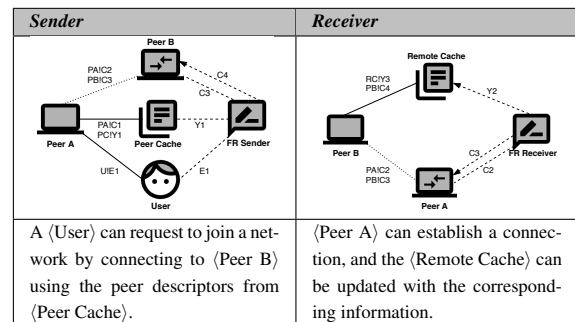 Sender
Receiver
Peer B
PA!C2
PB!C3
C4
C3
PA!C1
PC!Y1
Y1
Peer A
Peer Cache
FR Sender
U!E1
E1
User
Remote Cache
RC!Y3
PB!C4
Y2
Peer B
FR Receiver
C3
C2
PA!C2
PB!C3
Peer A
A ⟨User⟩ can request to join a net-
work by connecting to ⟨Peer B⟩
using the peer descriptors from
⟨Peer Cache⟩.
⟨Peer A⟩ can establish a connec-
tion, and the ⟨Remote Cache⟩ can
be updated with the correspond-
ing information.